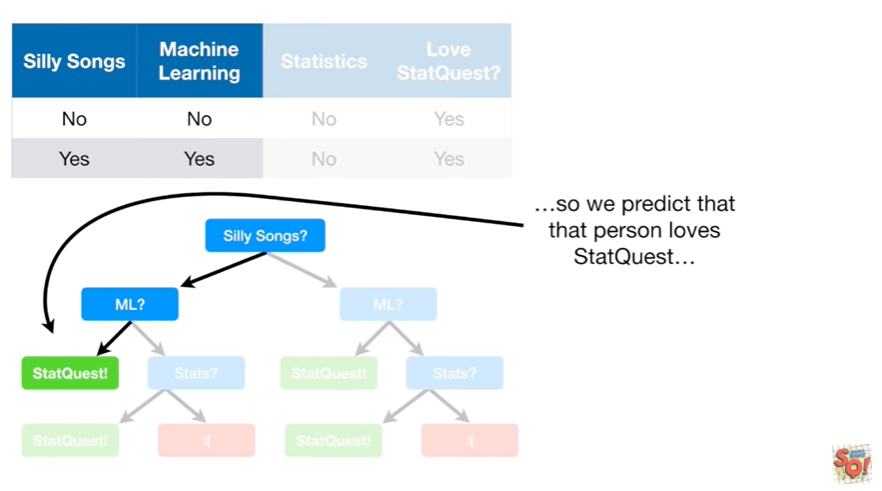 Silly Songs Machine Learning Statistics Love StatQuest?
No No No Yes
Yes Yes No Yes
…so we predict that
that person loves
StatQuest…
Silly Songs?
ML? ML?
StatQuest! Stats? StatQuest! Stats?
StatQuest! :( StatQuest! :(
SQ!